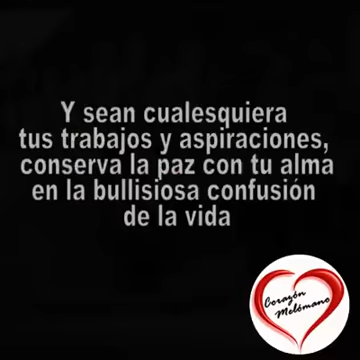 Y sean cualesquiera
tus trabajos y aspiraciones,
conserva la paz con tu alma
en la bullisiosa confusión
de la vida
Corazón
Melómano